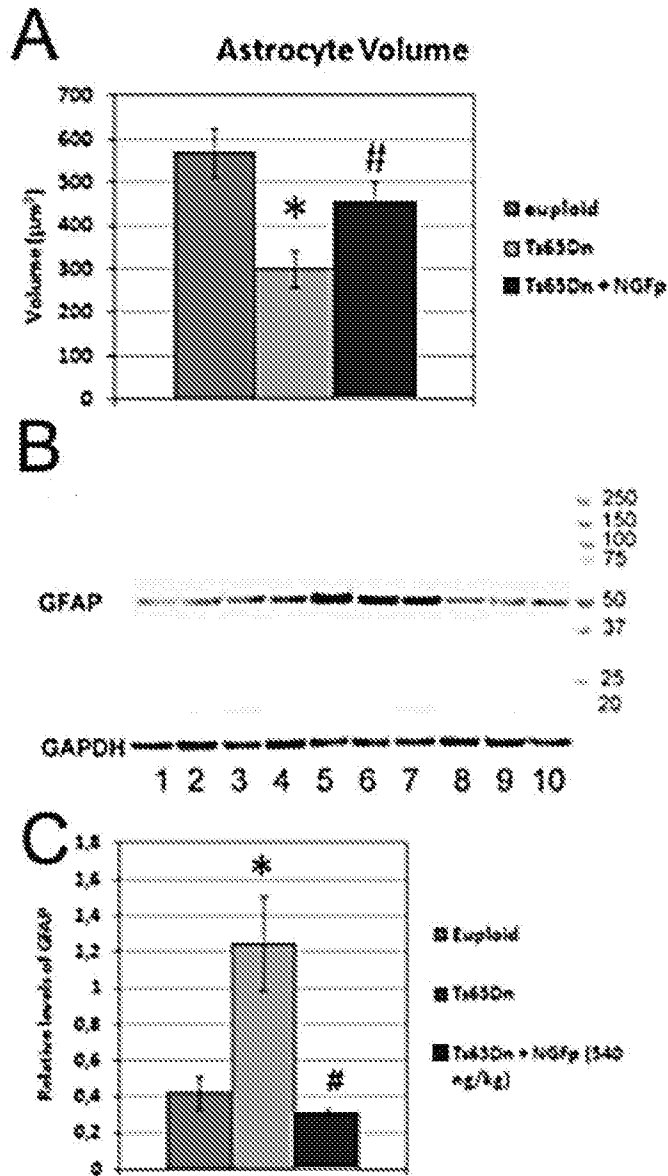 A
Astrocyte Volume
700
600
500
400
300
200
100
0
Volume (µm³)
*
#
euploid
Ts65Dn
Ts65Dn + NGFp
B
250
150
100
75
GFAP
50
37
25
20
GAPDH
1 2 3 4 5 6 7 8 9 10
C
1,8
1,6
1,4
1,2
1
0,8
0,6
0,4
0,2
0
Relative levels of GFAP
*
#
Euploid
Ts65Dn
Ts65Dn + NGFp (540
ng/kg)